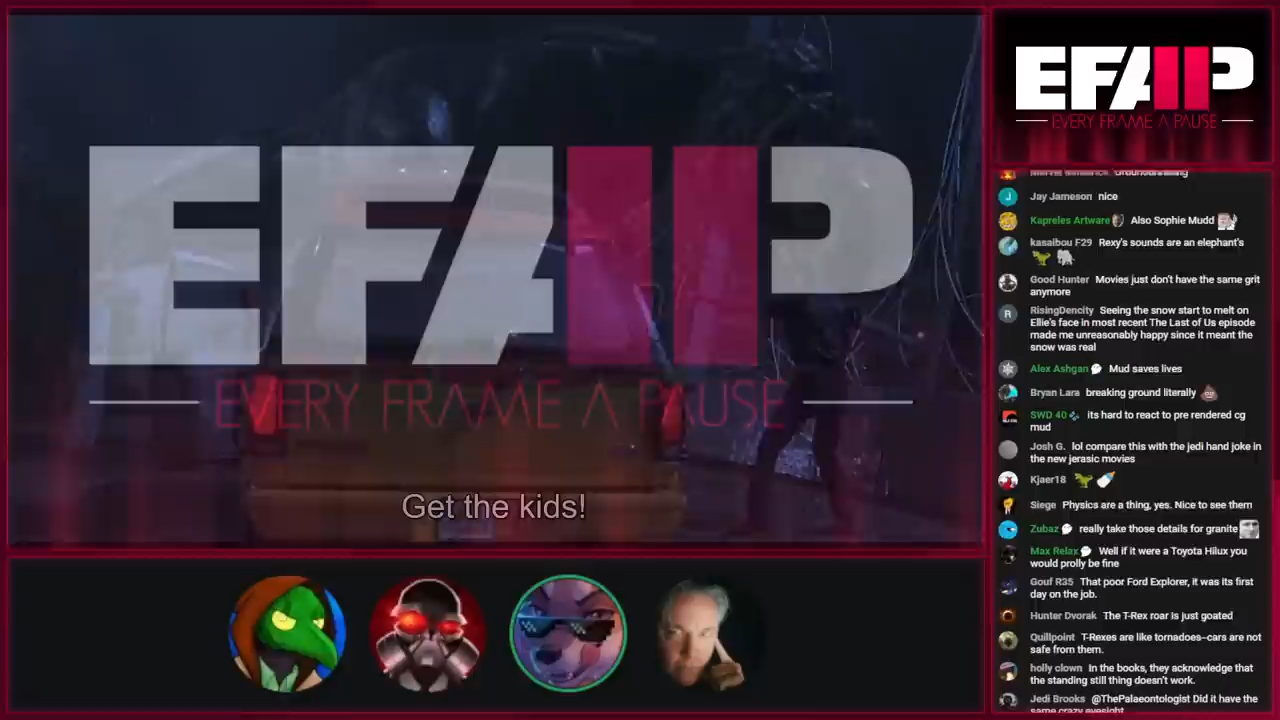 EFAP
EVERY FRAME A PAUSE
Get the kids!
EFAP
EVERY FRAME A PAUSE
Jay Jameson nice
Kapreles Artware Also Sophie Mudd
kasaibou F29 Rexy's sounds are an elephant's
Good Hunter Movies just don't have the same grit
anymore
RisingDencity Seeing the snow start to melt on
Ellie's face in most recent The Last of Us episode
made me unreasonably happy since it meant the
snow was real
Alex Ashgan Mud saves lives
Bryan Lara breaking ground literally
SWD 40 its hard to react to pre rendered cg
mud
Josh G. lol compare this with the jedi hand joke in
the new jerasic movies
Kjaer18
Siege Physics are a thing, yes. Nice to see them
Zubaz really take those details for granite
Max Relax Well if it were a Toyota Hilux you
would prolly be fine
Gouf R35 That poor Ford Explorer, it was its first
day on the job.
Hunter Dvorak The T-Rex roar is just goated
Quillpoint T-Rexes are like tornadoes–cars are not
safe from them.
holly clown In the books, they acknowledge that
the standing still thing doesn't work.
Jedi Brooks @ThePalaeontologist Did it have the
same crazy eyesight